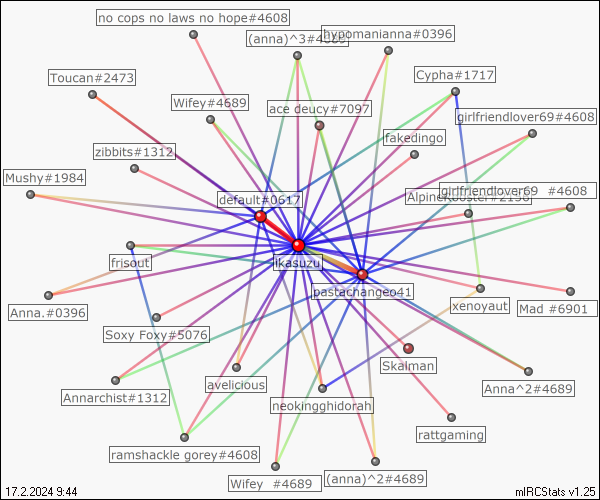 no cops no laws no hope#4608
(anna)^3#4689
hypomanianna#0396
Toucan#2473
Cypha#1717
Wifey#4689
ace deucy#7097
girlfriendlover69#4608
fakedingo
zibbits#1312
Mushy#1984
girlfriendlover69 #4608
default#0617
AlpineRooster#2136
frisout
ikasuzu
pastachangeo41
xenoyaut
Anna.#0396
Mad #6901
Soxy Foxy#5076
Skalman
avelicious
Anna^2#4689
Annarchist#1312
neokingghidorah
rattgaming
ramshackle gorey#4608
Wifey #4689
(anna)^2#4689
17.2.2024 9:44
mIRCStats v1.25